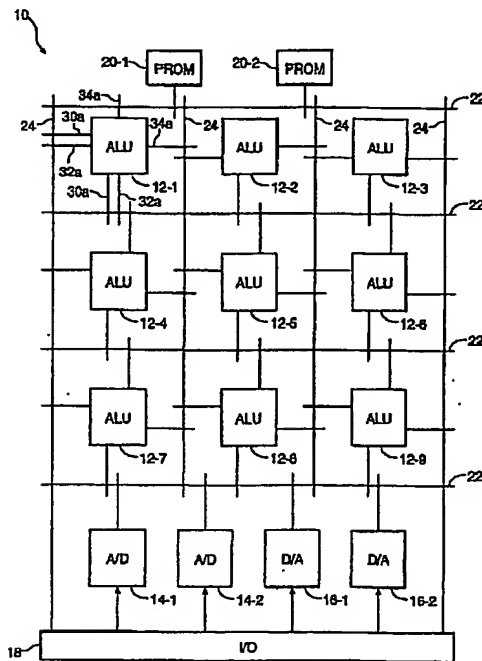 10
20-1 PROM 20-2 PROM
34a
24 30a 34a 24 24 24 22
ALU ALU ALU
32a
30a 32a 12-1 12-2 12-3
22
ALU ALU ALU
12-4 12-5 12-6
22
ALU ALU ALU
12-7 12-8 12-9
22
A/D A/D D/A D/A
14-1 14-2 16-1 16-2
18 I/O